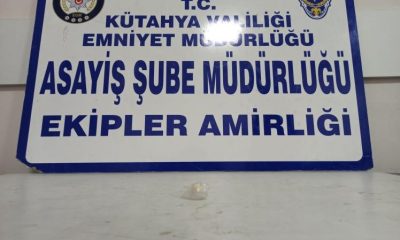 T.C.
KÜTAHYA VALİLİĞİ
EMNİYET MÜDÜRLÜĞÜ
ASAYİŞ ŞUBE MÜDÜRLÜĞÜ
EKİPLER AMİRLİĞİ